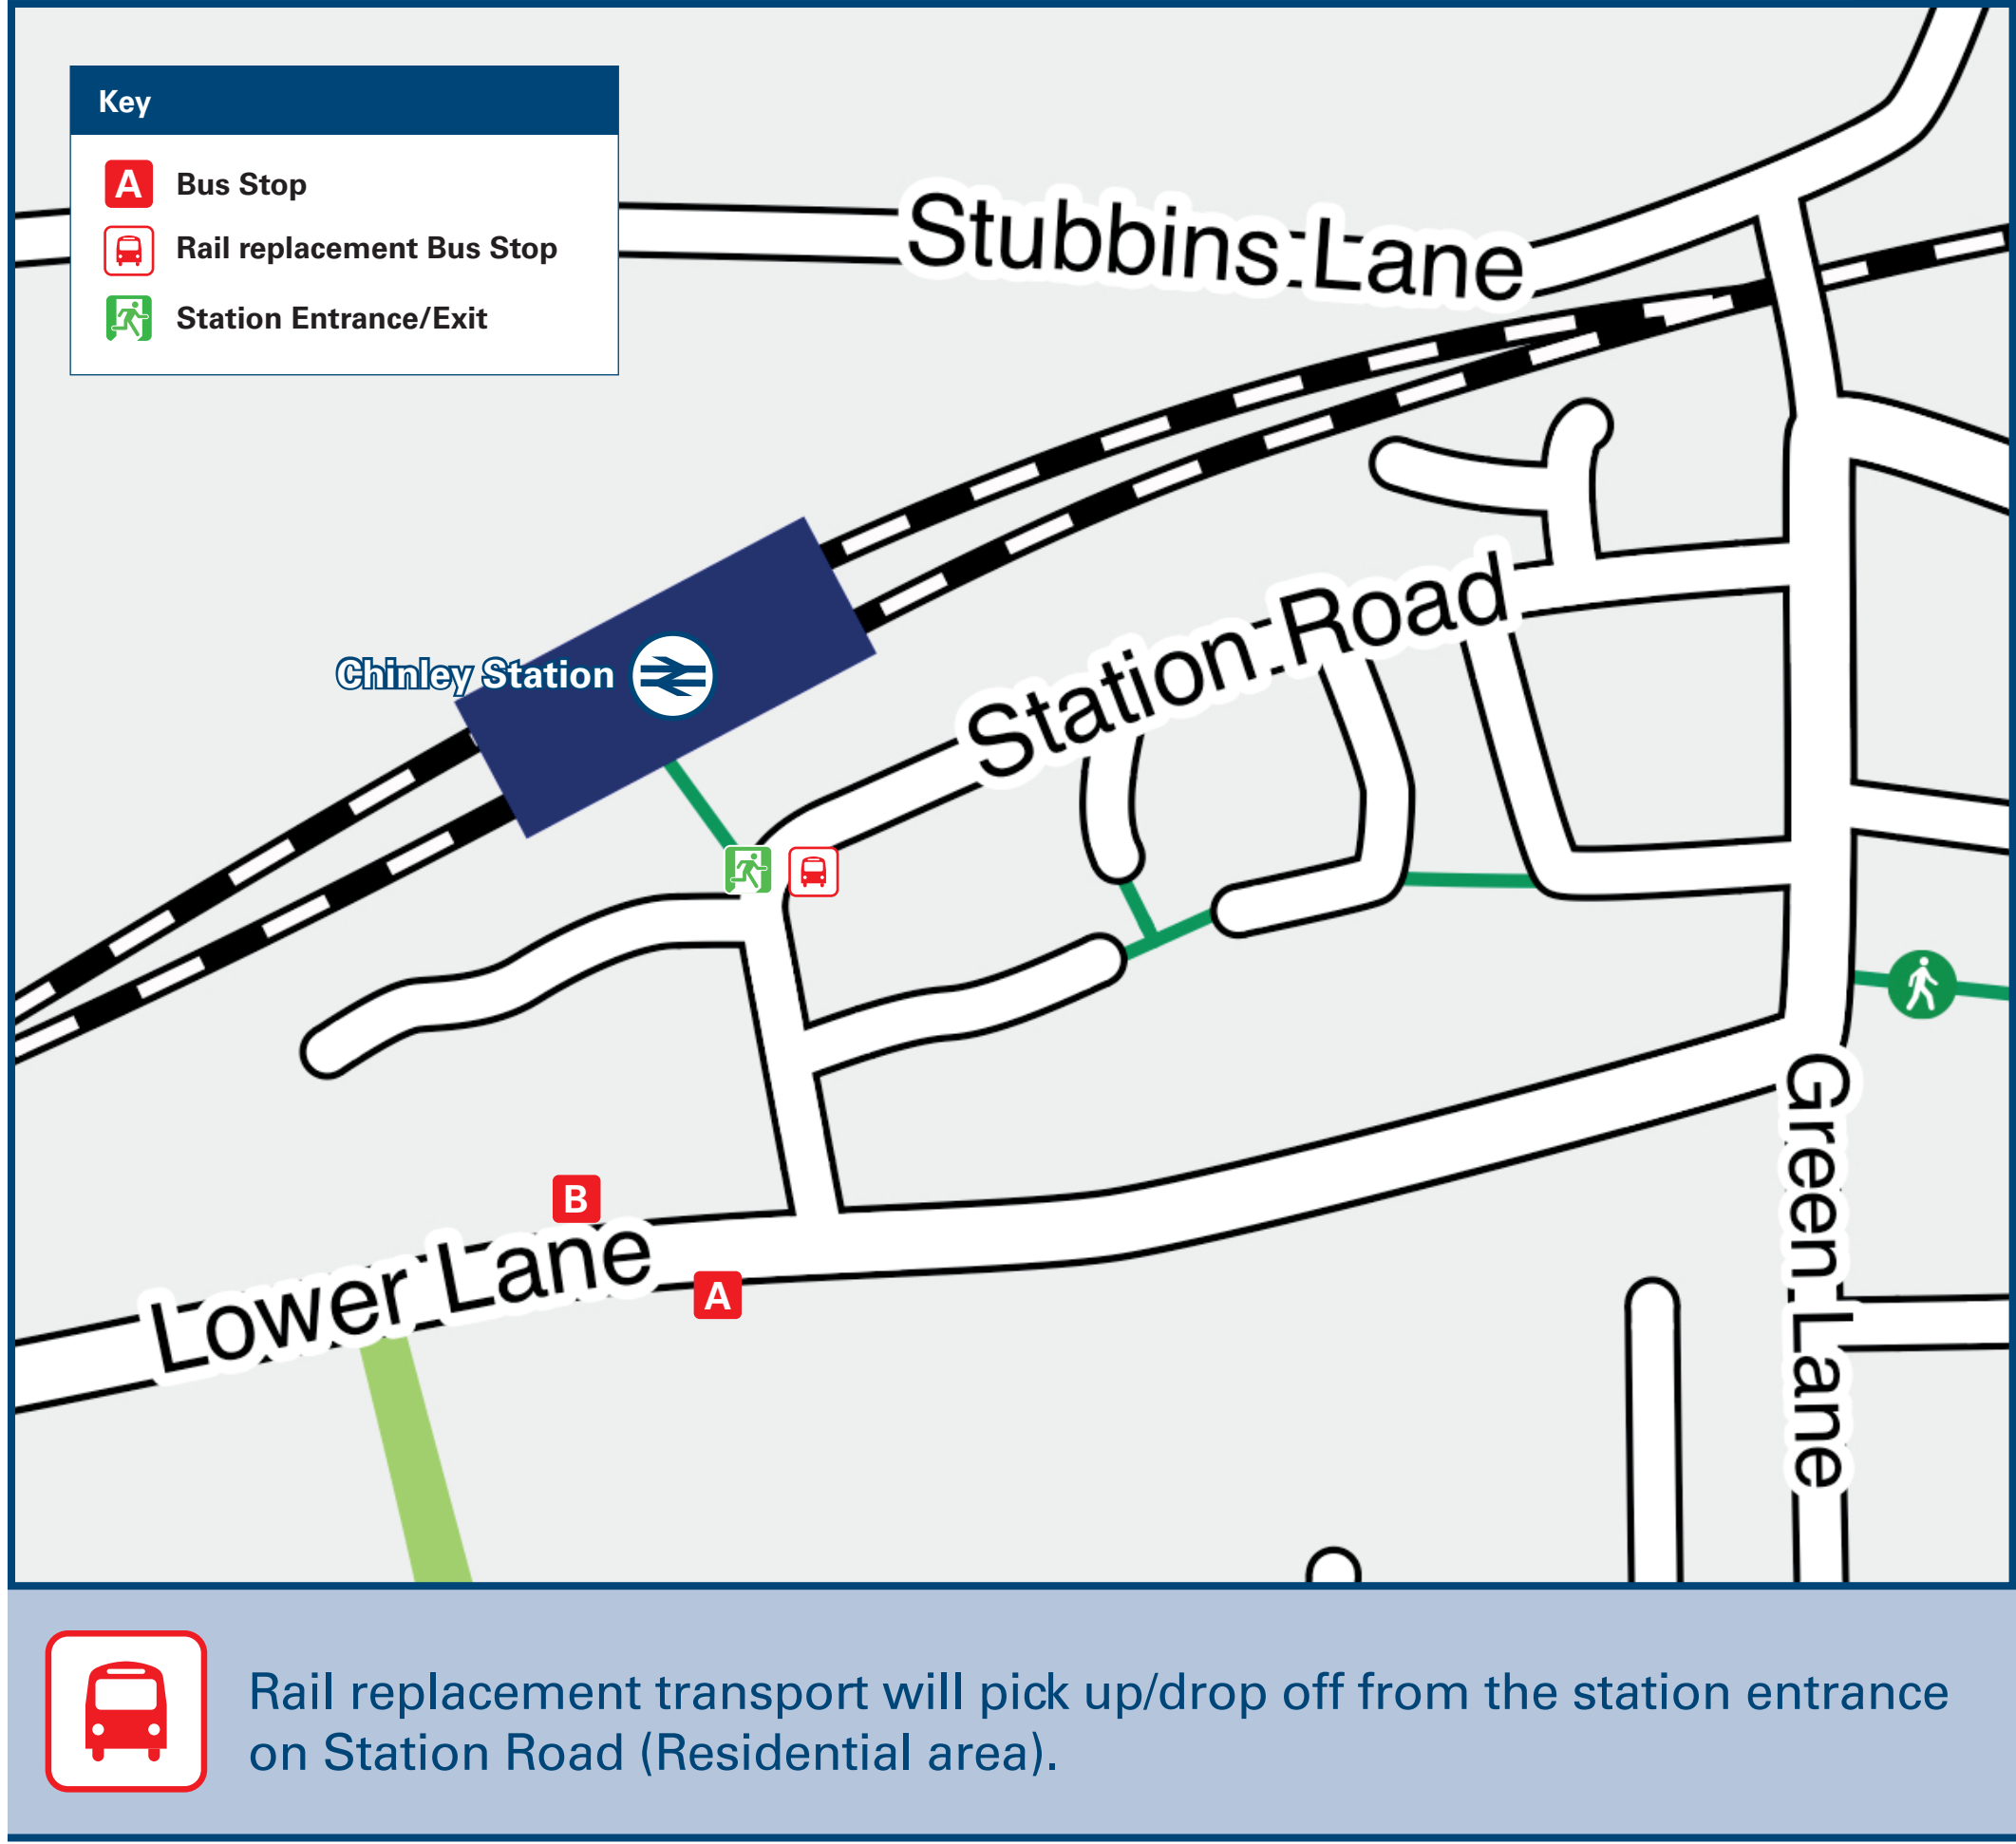 Key
A Bus Stop
Rail replacement Bus Stop
Station Entrance/Exit
Stubbins Lane
Station Road
Chinley Station
Green Lane
B
Lower Lane
A
Rail replacement transport will pick up/drop off from the station entrance
on Station Road (Residential area).